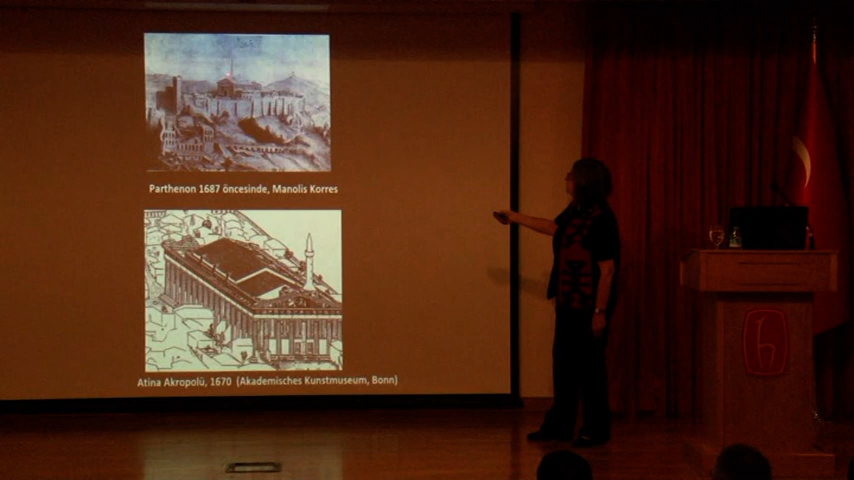 Parthenon 1687 öncesinde, Manolis Korres
Atina Akropolü, 1670 (Akademisches Kunstmuseum, Bonn)